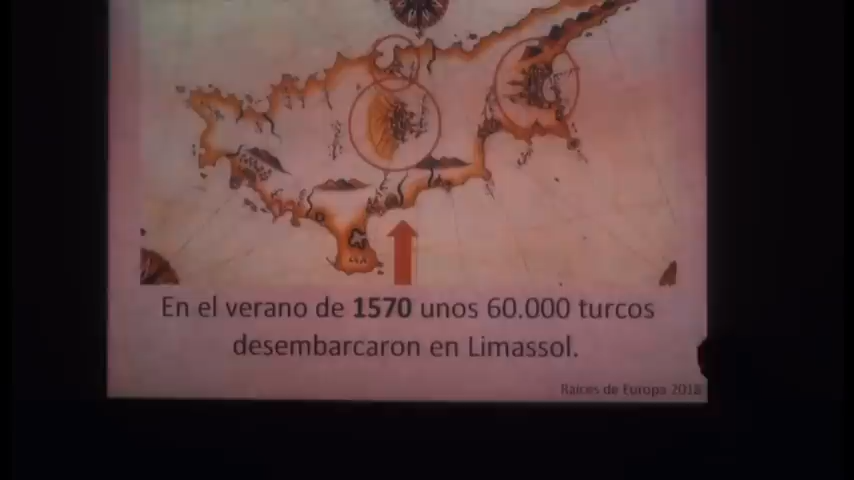 En el verano de 1570 unos 60.000 turcos
desembarcaron en Limassol.
Raíces de Europa 2018